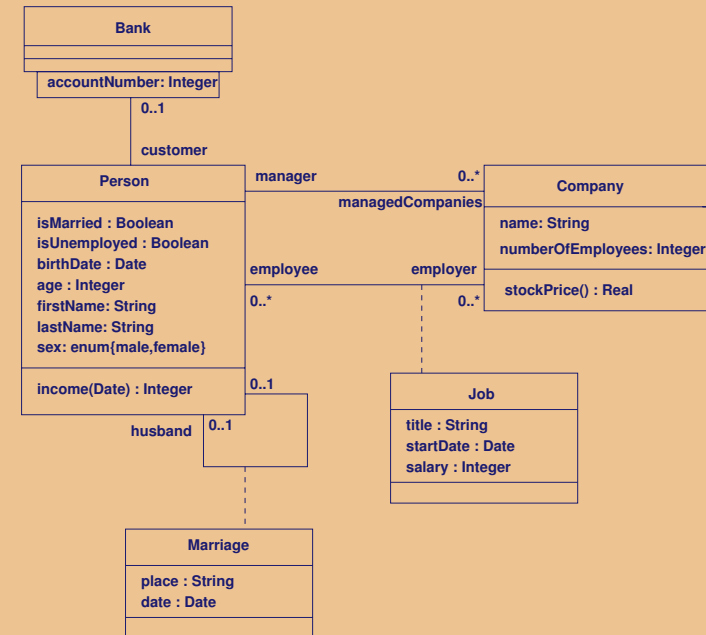 Bank
accountNumber: Integer
0..1
customer
Person
isMarried : Boolean
isUnemployed : Boolean
birthDate : Date
age : Integer
firstName: String
lastName: String
sex: enum{male,female}
income(Date) : Integer
manager
0..*
managedCompanies
Company
name: String
numberOfEmployees: Integer
stockPrice() : Real
employee
employer
0..*
0..*
0..1
husband
0..1
Job
title : String
startDate : Date
salary : Integer
Marriage
place : String
date : Date